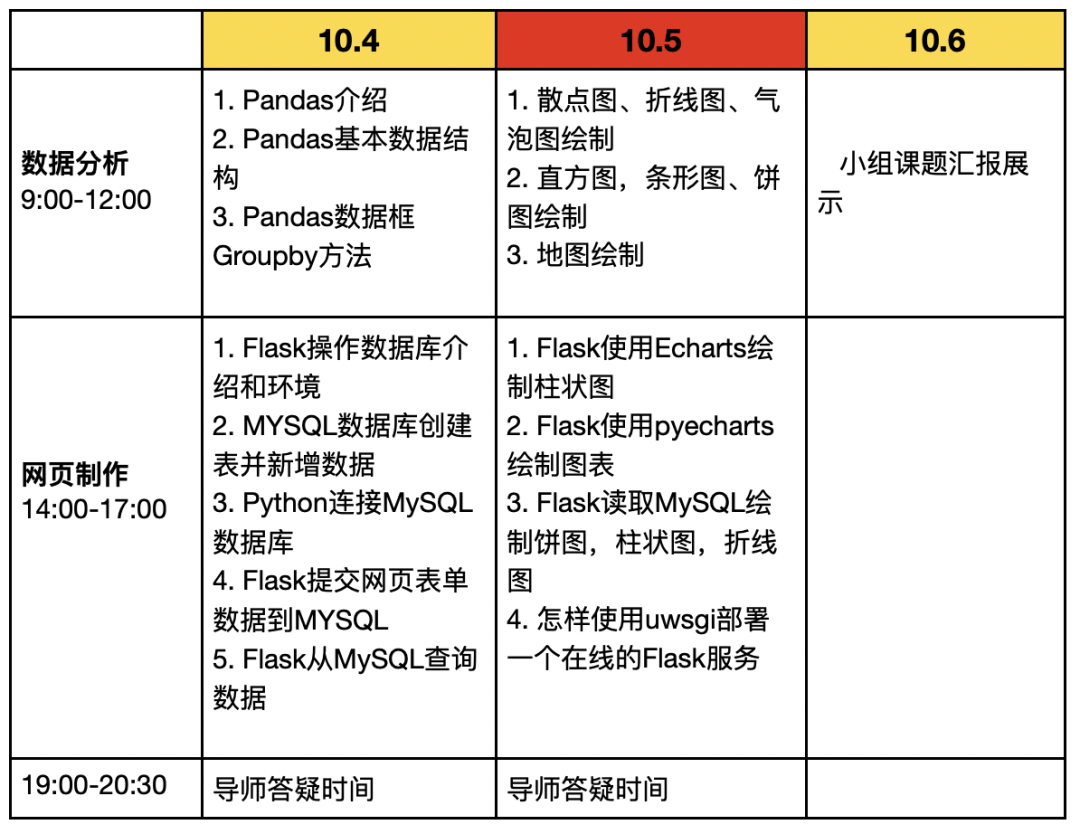 10.4
10.5
10.6
数据分析
9:00-12:00
1. Pandas介绍
2. Pandas基本数据结
构
3. Pandas数据框
Groupby方法
1. 散点图、折线图、气
泡图绘制
2. 直方图，条形图、饼
图绘制
3. 地图绘制
小组课题汇报展
示
网页制作
14:00-17:00
1. Flask操作数据库介
绍和环境
2. MYSQL数据库创建
表并新增数据
3. Python连接MySQL
数据库
4. Flask提交网页表单
数据到MYSQL
5. Flask从MySQL查询
数据
1. Flask使用Echarts绘
制柱状图
2. Flask使用pyecharts
绘制图表
3. Flask读取MySQL绘
制饼图，柱状图，折线
图
4. 怎样使用uwsgi部署
一个在线的Flask服务
19:00-20:30
导师答疑时间
导师答疑时间